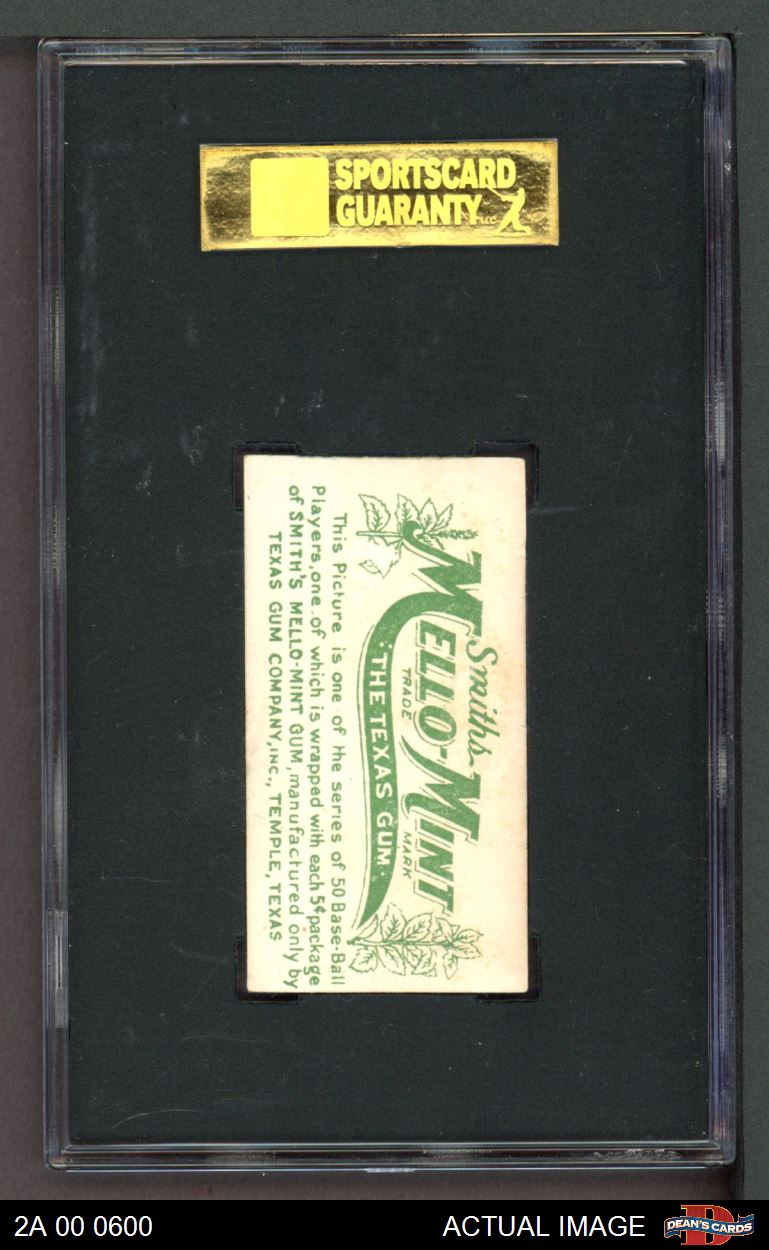 SPORTSCARD
GUARANTY LLC
Smiths
MELLO-MINT
TRADE MARK
THE TEXAS GUM
This Picture is one of the series of 50 Base-Ball
Players, one of which is wrapped with each 5¢ package
of SMITH'S MELLO-MINT GUM, manufactured only by
TEXAS GUM COMPANY, INC., TEMPLE, TEXAS
2A 00 0600
ACTUAL IMAGE
D
DEAN'S CARDS